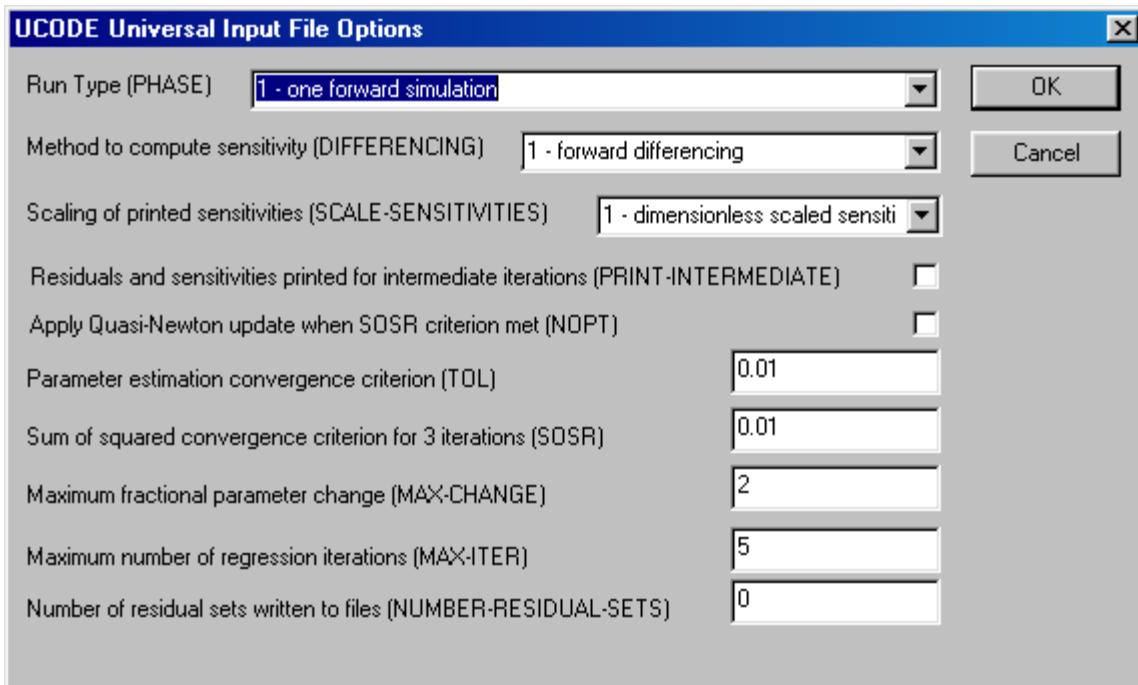 UCODE Universal Input File Options
Run Type (PHASE) 1 - one forward simulation OK
Method to compute sensitivity (DIFFERENCING) 1 - forward differencing Cancel
Scaling of printed sensitivities (SCALE-SENSITIVITIES) 1 - dimensionless scaled sensiti
Residuals and sensitivities printed for intermediate iterations (PRINT-INTERMEDIATE)
Apply Quasi-Newton update when SOSR criterion met (NOPT)
Parameter estimation convergence criterion (TOL) 0.01
Sum of squared convergence criterion for 3 iterations (SOSR) 0.01
Maximum fractional parameter change (MAX-CHANGE) 2
Maximum number of regression iterations (MAX-ITER) 5
Number of residual sets written to files (NUMBER-RESIDUAL-SETS) 0